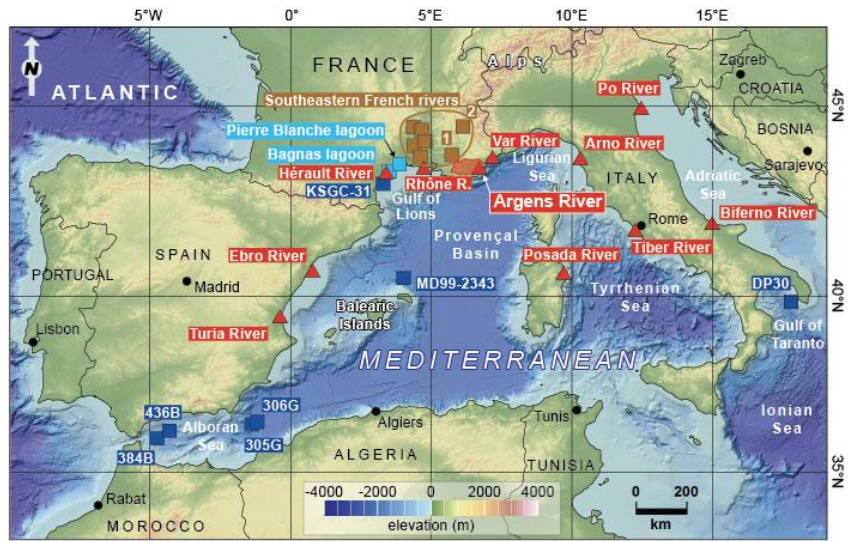 5°W
0°
5°E
10°E
15°E
N
ATLANTIC
FRANCE
Alps
Zagreb
CROATIA
Po River
45°N
Southeastern French rivers
2
1
BOSNIA
Pierre Blanche lagoon
Var River
Arno River
Sarajevo
Bagnas lagoon
Ligurian
Sea
Hérault River
Rhône R.
ITALY
Adriatic
Sea
KSGC-31
Gulf of
Lions
Argens River
Rome
Biferno River
SPAIN
Ebro River
Provençal
Basin
Posada River
Tiber River
PORTUGAL
Madrid
MD99-2343
Tyrrhenian
Sea
DP30
40°N
Balearic
Islands
Lisbon
Turia River
Gulf of
Taranto
MEDITERRANEAN
436B
306G
Alboran
Sea
Algiers
Tunis
Ionian
Sea
384B
305G
ALGERIA
TUNISIA
35°N
Rabat
MOROCCO
-4000
-2000
0
2000
4000
elevation (m)
0
200
km